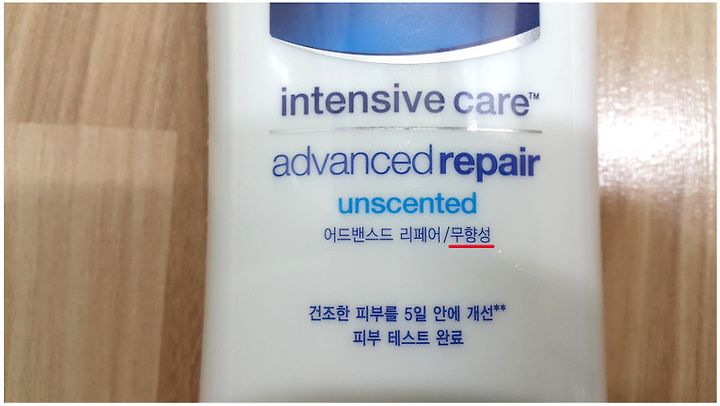 intensive care™
advanced repair
unscented
어드밴스드 리페어/무향성
건조한 피부를 5일 안에 개선**
피부 테스트 완료